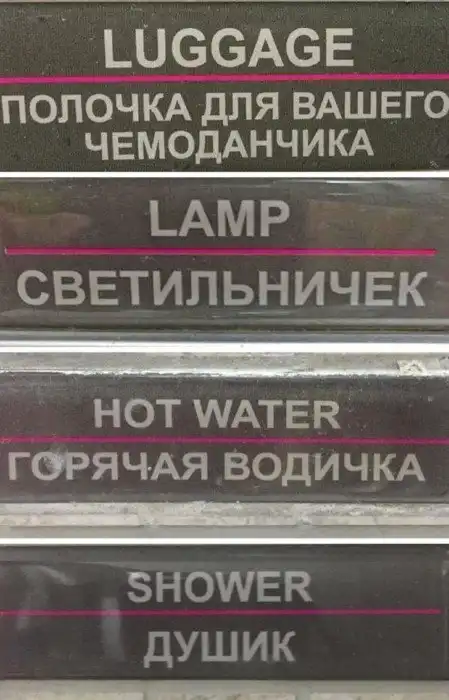 LUGGAGE
ПОЛОЧКА ДЛЯ ВАШЕГО
ЧЕМОДАНЧИКА
LAMP
СВЕТИЛЬНИЧЕК
HOT WATER
ГОРЯЧАЯ ВОДИЧКА
SHOWER
ДУШИК